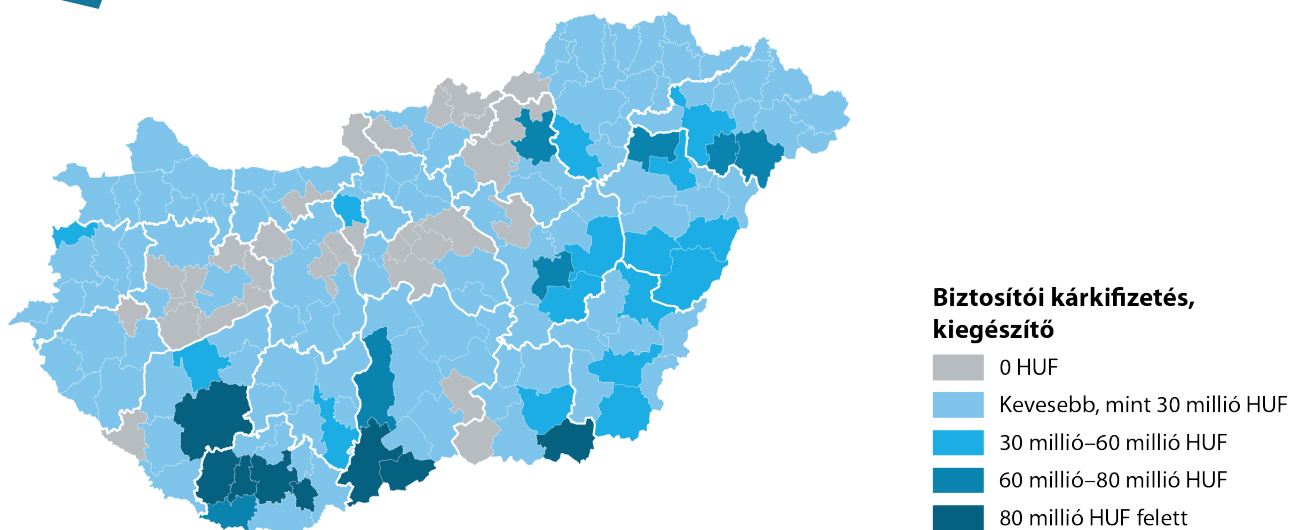 Biztosítói kárkifizetés,
kiegészítő
0 HUF
Kevesebb, mint 30 millió HUF
30 millió–60 millió HUF
60 millió–80 millió HUF
80 millió HUF felett